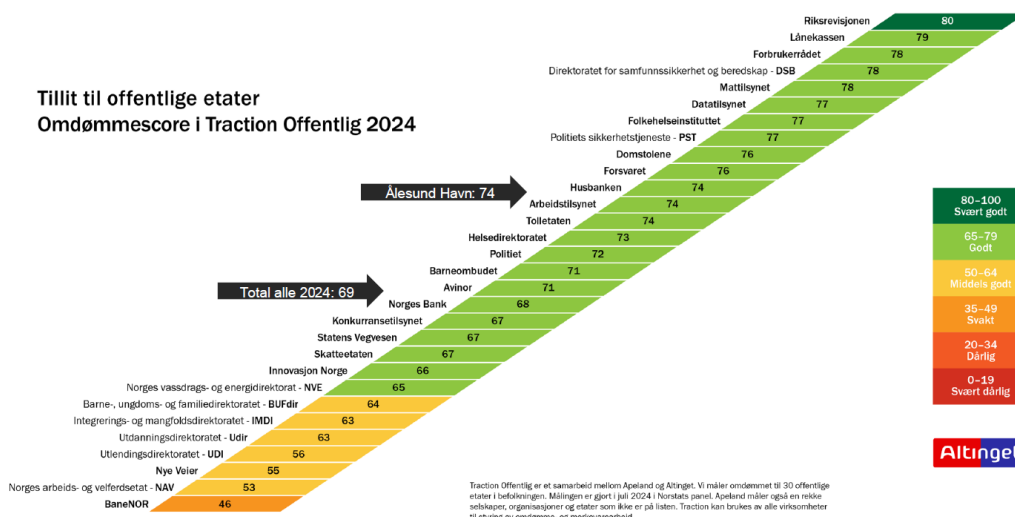 Tillit til offentlige etater
Omdømmescore i Traction Offentlig 2024
Riksrevisjonen 80
Lånekassen 79
Forbrukerrådet 78
Direktoratet for samfunnssikkerhet og beredskap - DSB 78
Mattilsynet 78
Datatilsynet 77
Folkehelseinstituttet 77
Politiets sikkerhetstjeneste - PST 77
Domstolene 76
Forsvaret 76
Husbanken 74
Ålesund Havn: 74
Arbeidstilsynet 74
Tolletaten 74
Helsedirektoratet 73
Politiet 72
Barneombudet 71
Avinor 71
Total alle 2024: 69
Norges Bank 68
Konkurransetilsynet 67
Statens Vegvesen 67
Skatteetaten 67
Innovasjon Norge 66
Norges vassdrags- og energidirektorat - NVE 65
Barne-, ungdoms- og familiedirektoratet - BUFdir 64
Integrerings- og mangfoldsdirektoratet - IMDI 63
Utdanningsdirektoratet - Udir 63
Utlendingsdirektoratet - UDI 56
Nye Veier 55
Norges arbeids- og velferdsetat - NAV 53
BaneNOR 46
80–100
Svært godt
65–79
Godt
50–64
Middels godt
35–49
Svakt
20–34
Dårlig
0–19
Svært dårlig
Altinget
Traction Offentlig er et samarbeid mellom Apeland og Altinget. Vi måler omdømmet til 30 offentlige
etater i befolkningen. Målingen er gjort i juli 2024 i Norstats panel. Apeland måler også en rekke
selskaper, organisasjoner og etater som ikke er på listen. Traction kan brukes av alle virksomheter
til styring av omdømme- og merkevarearbeid.